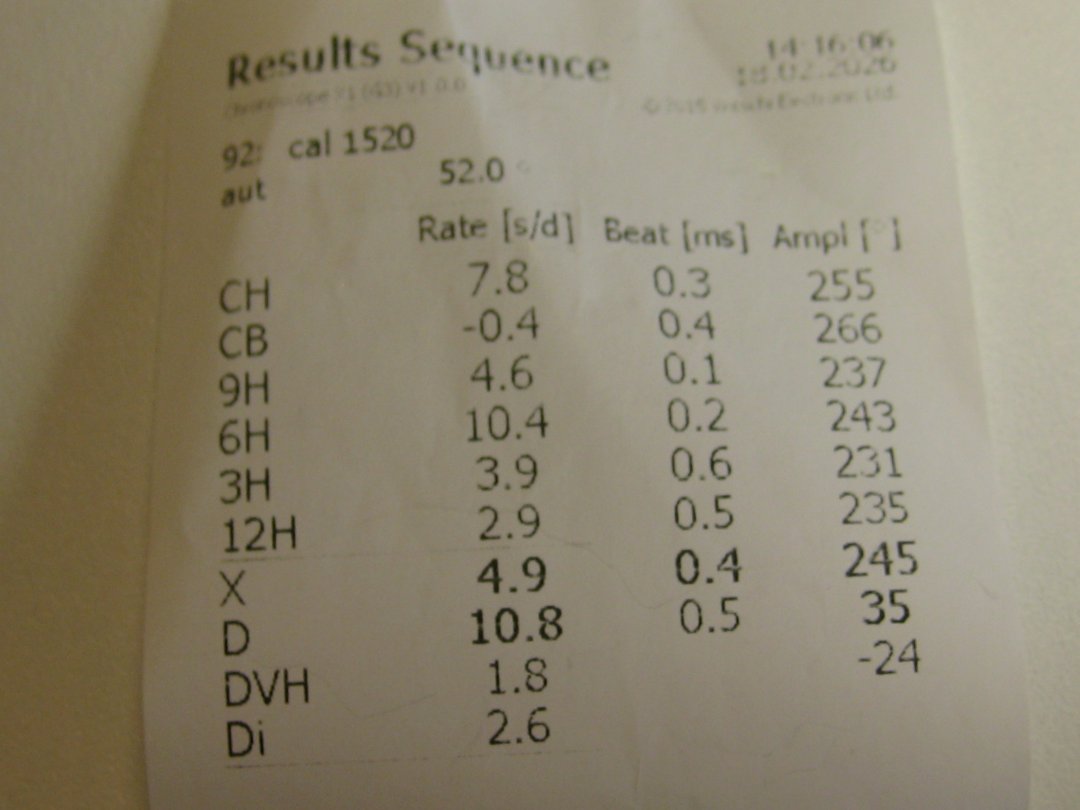 Results Sequence
14:16:06
18.02.2026
92: cal 1520
aut 52.0 °
Rate [s/d] Beat [ms] Ampl [°]
CH 7.8 0.3 255
CB -0.4 0.4 266
9H 4.6 0.1 237
6H 10.4 0.2 243
3H 3.9 0.6 231
12H 2.9 0.5 235
X 4.9 0.4 245
D 10.8 0.5 35
DVH 1.8 -24
Di 2.6